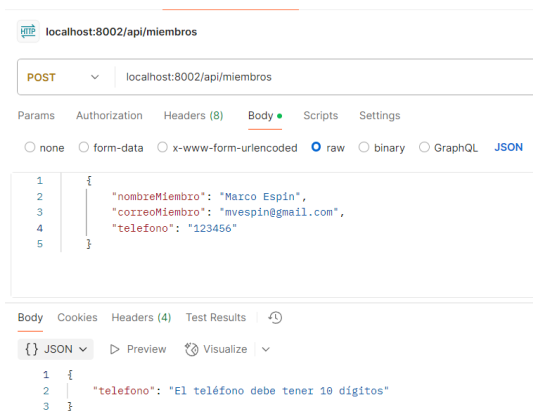 HTTP localhost:8002/api/miembros
POST localhost:8002/api/miembros
Params Authorization Headers (8) Body Scripts Settings
none form-data x-www-form-urlencoded raw binary GraphQL JSON
1 {
2 "nombreMiembro": "Marco Espin",
3 "correoMiembro": "mvespin@gmail.com",
4 "telefono": "123456"
5 }
Body Cookies Headers (4) Test Results
{} JSON Preview Visualize
1 {
2 "telefono": "El teléfono debe tener 10 dígitos"
3 }